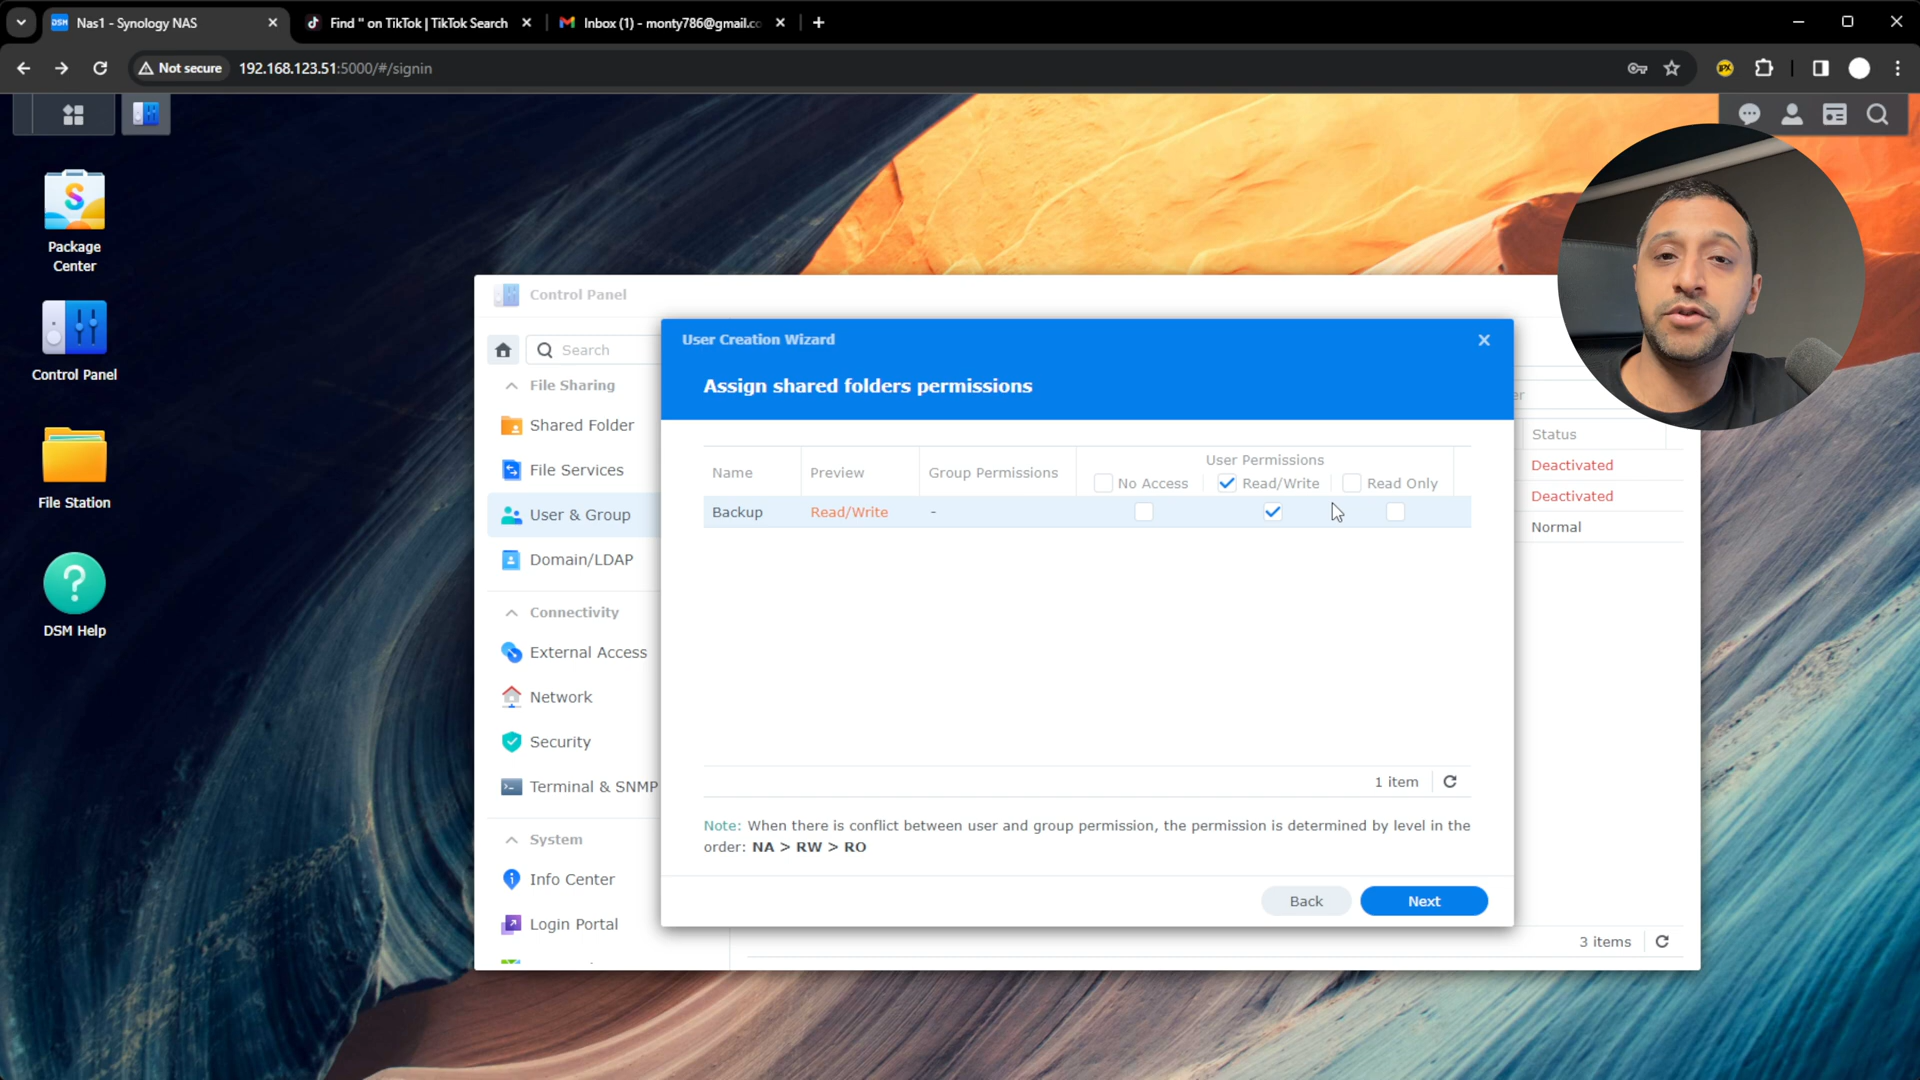 Nas1 - Synology NAS
Find '' on TikTok | TikTok Search
Inbox (1) - monty786@gmail.co
Not secure
192.168.123.51:5000/#/signin
Package
Center
Control Panel
File Station
DSM Help
Control Panel
Search
File Sharing
Shared Folder
File Services
User & Group
Domain/LDAP
Connectivity
External Access
Network
Security
Terminal & SNMP
System
Info Center
Login Portal
User Creation Wizard
Assign shared folders permissions
Name
Preview
Group Permissions
User Permissions
No Access
Read/Write
Read Only
Backup
Read/Write
-
1 item
Note: When there is conflict between user and group permission, the permission is determined by level in the
order: NA > RW > RO
Back
Next
Status
Deactivated
Deactivated
Normal
3 items